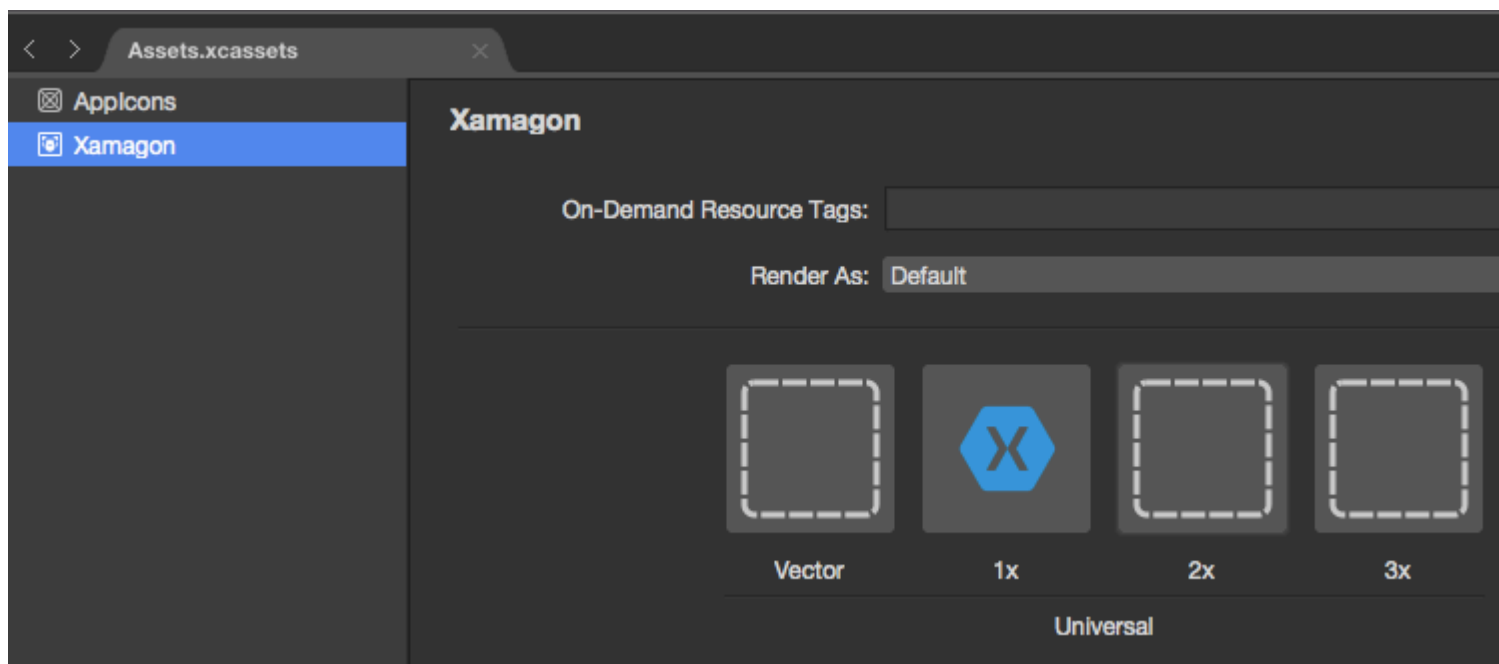 Assets.xcassets
AppIcons
Xamagon
Xamagon
On-Demand Resource Tags:
Render As: Default
X
Vector 1x 2x 3x
Universal